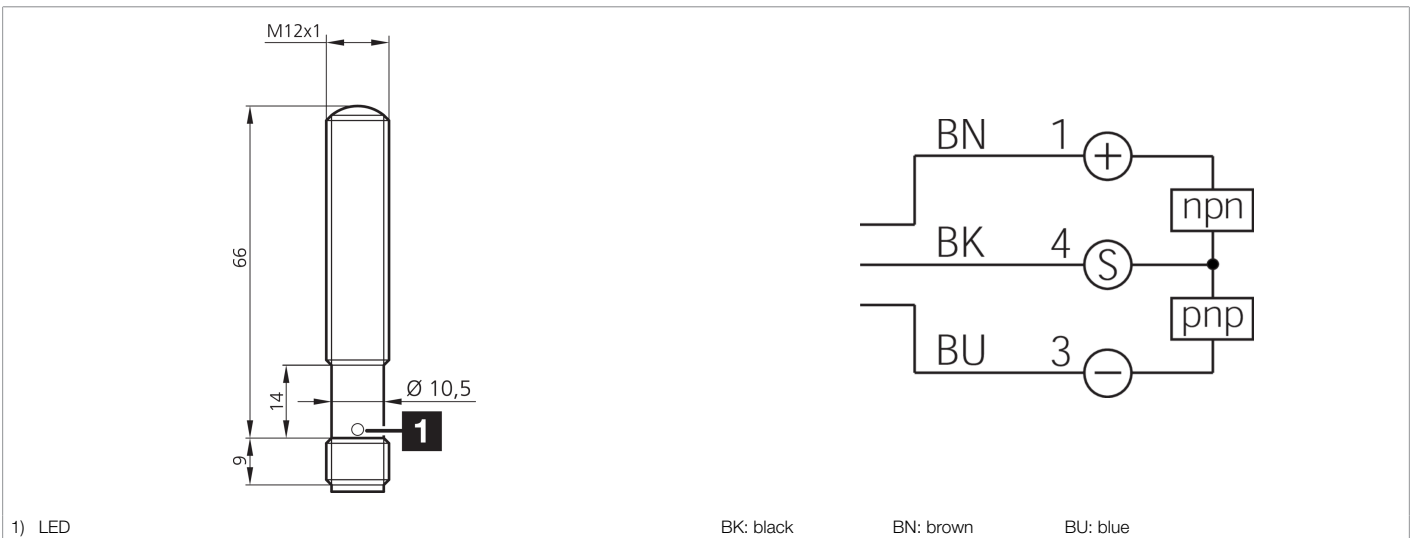 M12x1
66
14
Ø 10,5
1
9
BN 1 +
npn
BK 4 S
pnp
BU 3 −
1) LED
BK: black BN: brown BU: blue